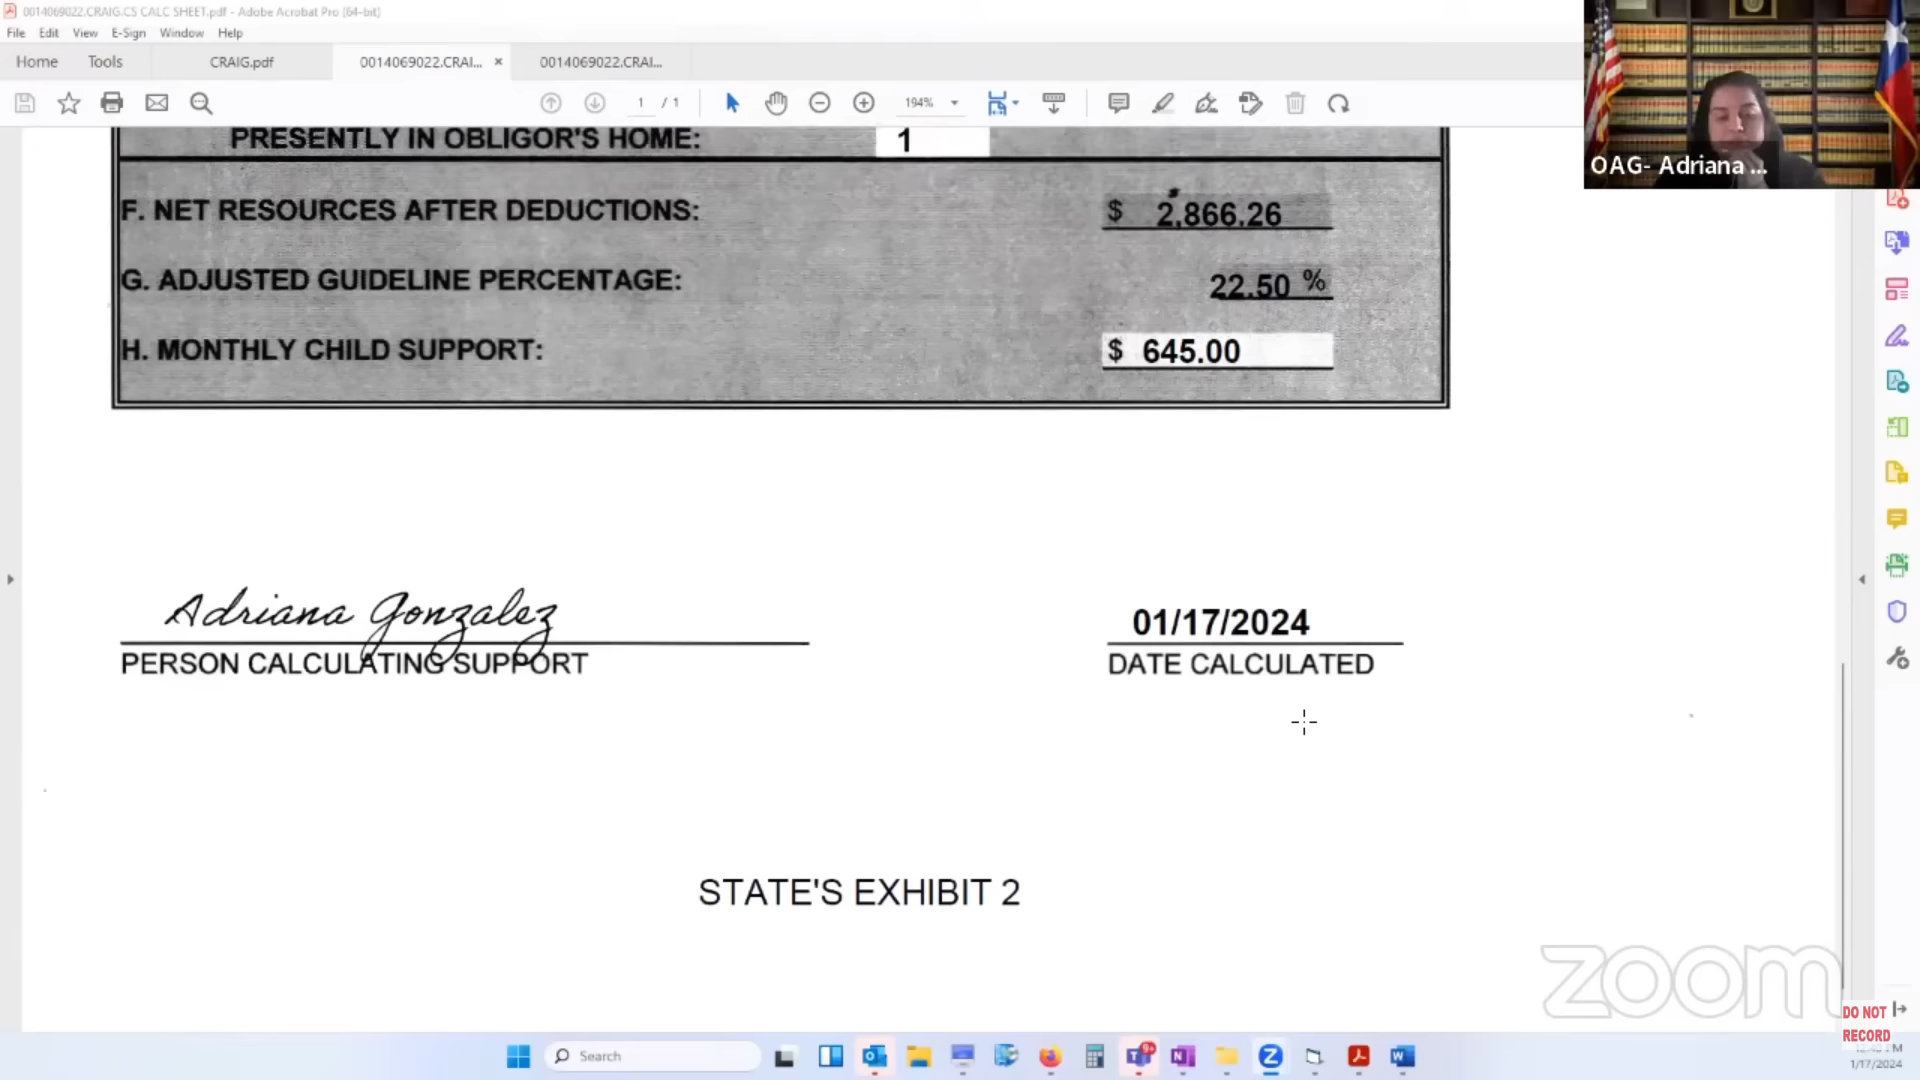 0014069022.CRAIG.CS CALC SHEET.pdf - Adobe Acrobat Pro (64-bit)
File Edit View E-Sign Window Help
Home Tools CRAIG.pdf 0014069022.CRAI... × 0014069022.CRAI...
1 / 1 194%
OAG- Adriana ...
PRESENTLY IN OBLIGOR'S HOME: 1
F. NET RESOURCES AFTER DEDUCTIONS: $ 2,866.26
G. ADJUSTED GUIDELINE PERCENTAGE: 22.50 %
H. MONTHLY CHILD SUPPORT: $ 645.00
Adriana Gonzalez 01/17/2024
PERSON CALCULATING SUPPORT DATE CALCULATED
STATE'S EXHIBIT 2
zoom
DO NOT
RECORD
Search
9+
1/17/2024